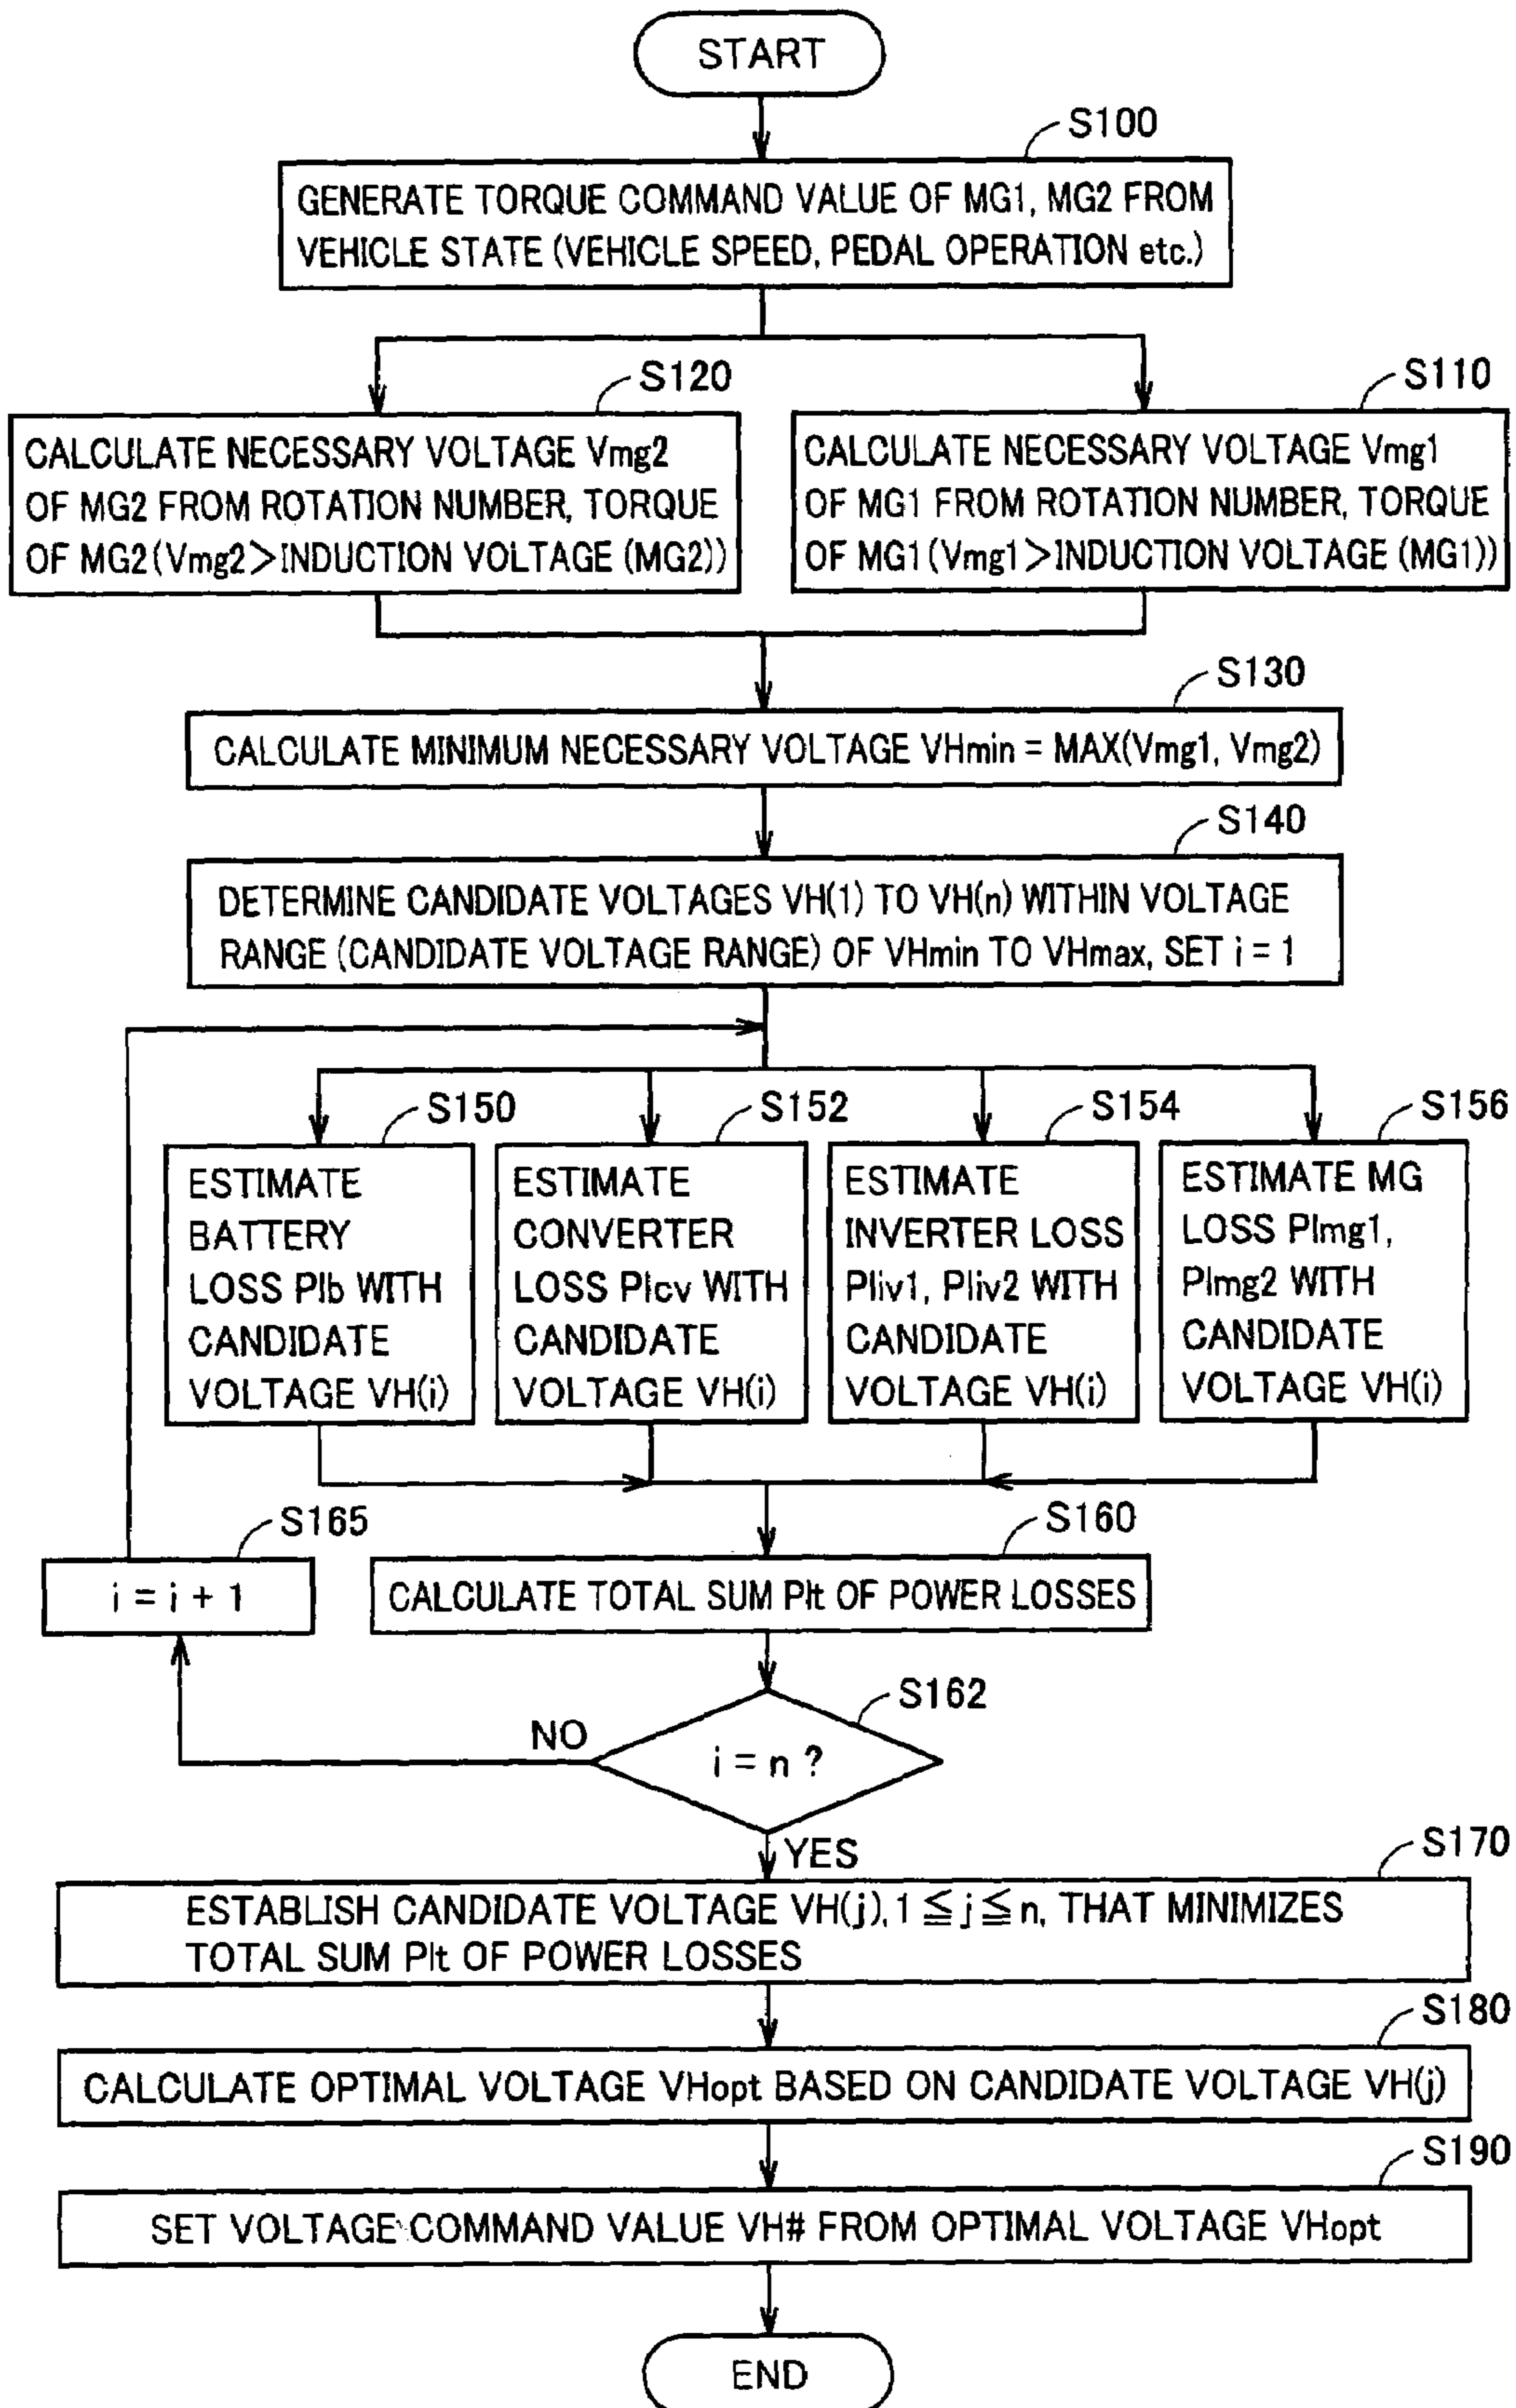 START
S100
GENERATE TORQUE COMMAND VALUE OF MG1, MG2 FROM
VEHICLE STATE (VEHICLE SPEED, PEDAL OPERATION etc.)
S120
CALCULATE NECESSARY VOLTAGE Vmg2
OF MG2 FROM ROTATION NUMBER, TORQUE
OF MG2(Vmg2>INDUCTION VOLTAGE (MG2))
S110
CALCULATE NECESSARY VOLTAGE Vmg1
OF MG1 FROM ROTATION NUMBER, TORQUE
OF MG1(Vmg1>INDUCTION VOLTAGE (MG1))
S130
CALCULATE MINIMUM NECESSARY VOLTAGE VHmin = MAX(Vmg1, Vmg2)
S140
DETERMINE CANDIDATE VOLTAGES VH(1) TO VH(n) WITHIN VOLTAGE
RANGE (CANDIDATE VOLTAGE RANGE) OF VHmin TO VHmax, SET i = 1
S150
ESTIMATE
BATTERY
LOSS Plb WITH
CANDIDATE
VOLTAGE VH(i)
S152
ESTIMATE
CONVERTER
LOSS Plcv WITH
CANDIDATE
VOLTAGE VH(i)
S154
ESTIMATE
INVERTER LOSS
Pliv1, Pliv2 WITH
CANDIDATE
VOLTAGE VH(i)
S156
ESTIMATE MG
LOSS Plmg1,
Plmg2 WITH
CANDIDATE
VOLTAGE VH(i)
S165
i = i + 1
S160
CALCULATE TOTAL SUM Plt OF POWER LOSSES
S162
i = n ?
NO
YES
S170
ESTABLISH CANDIDATE VOLTAGE VH(j), 1 ≦ j ≦ n, THAT MINIMIZES
TOTAL SUM Plt OF POWER LOSSES
S180
CALCULATE OPTIMAL VOLTAGE VHopt BASED ON CANDIDATE VOLTAGE VH(j)
S190
SET VOLTAGE COMMAND VALUE VH# FROM OPTIMAL VOLTAGE VHopt
END